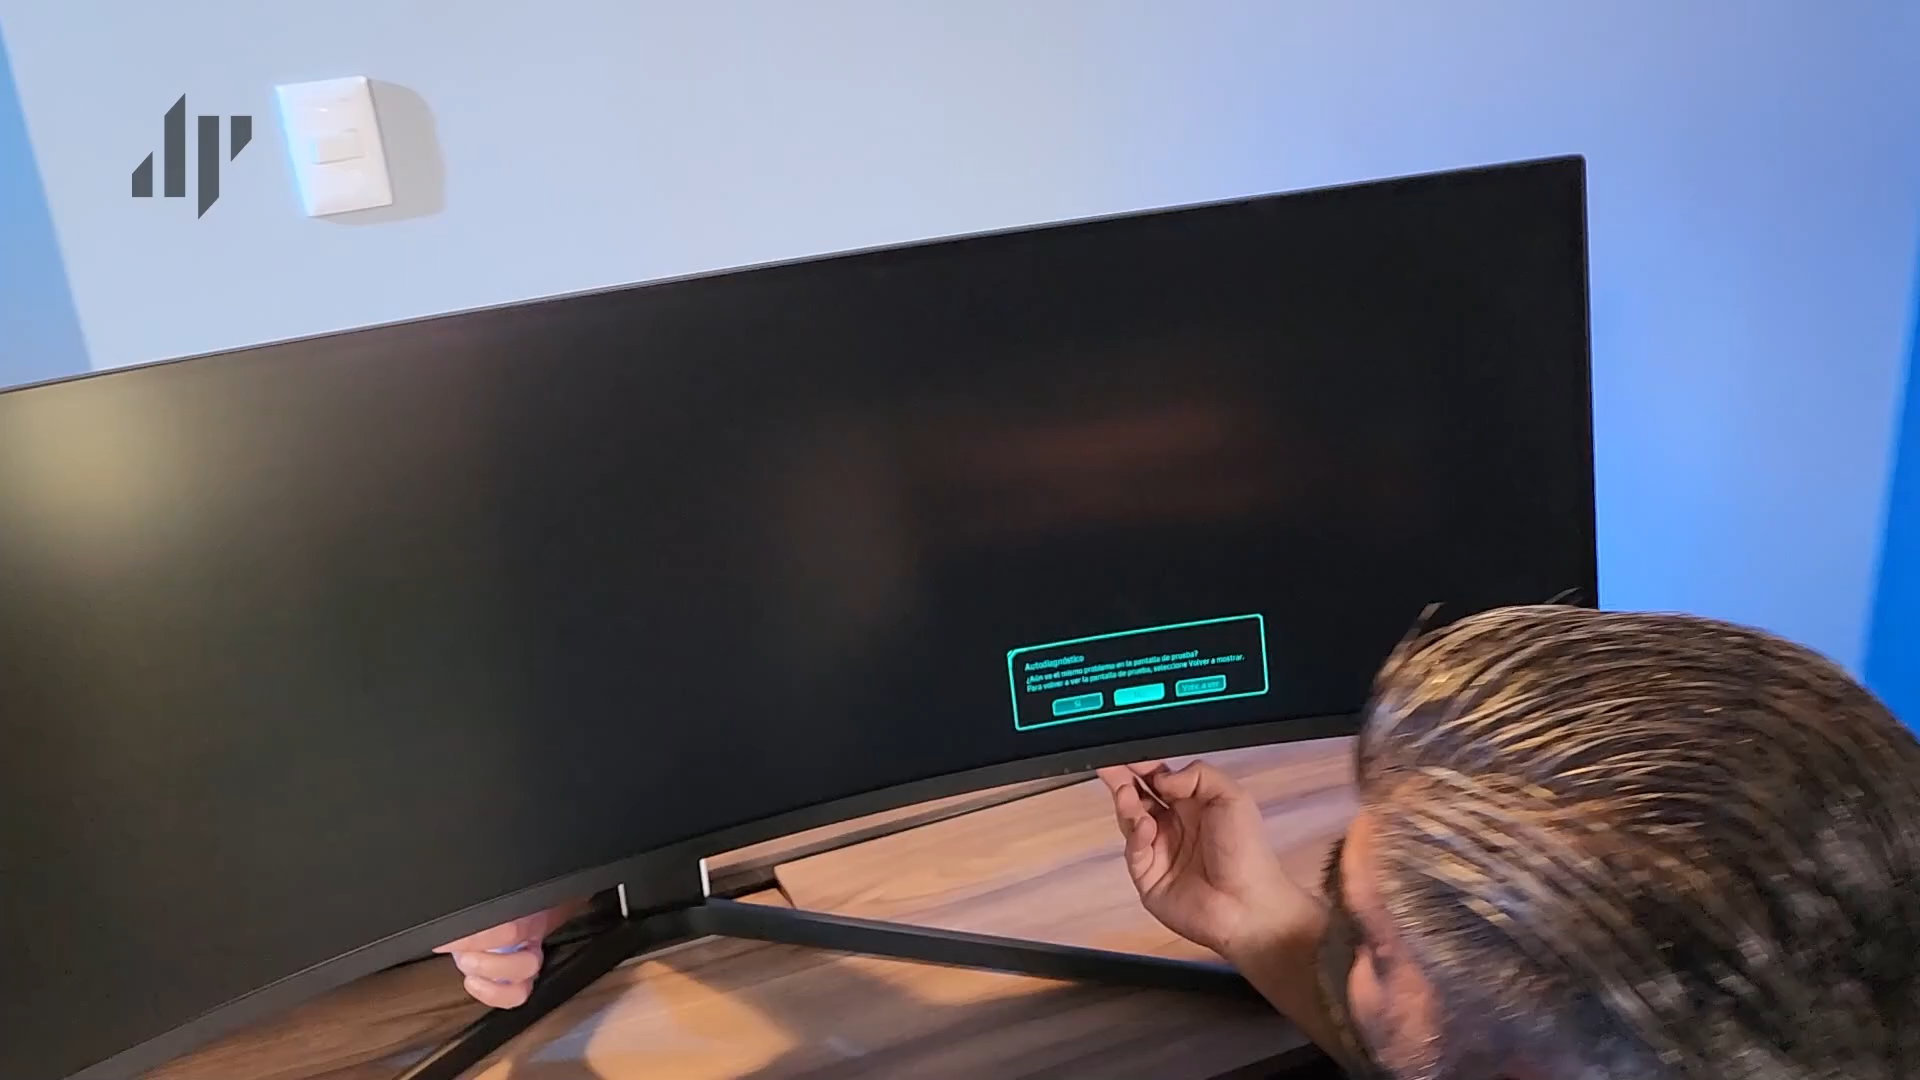 Autodiagnóstico
¿Aún ve el mismo problema en la pantalla de prueba?
Para volver a ver la pantalla de prueba, seleccione Volver a mostrar.
Sí